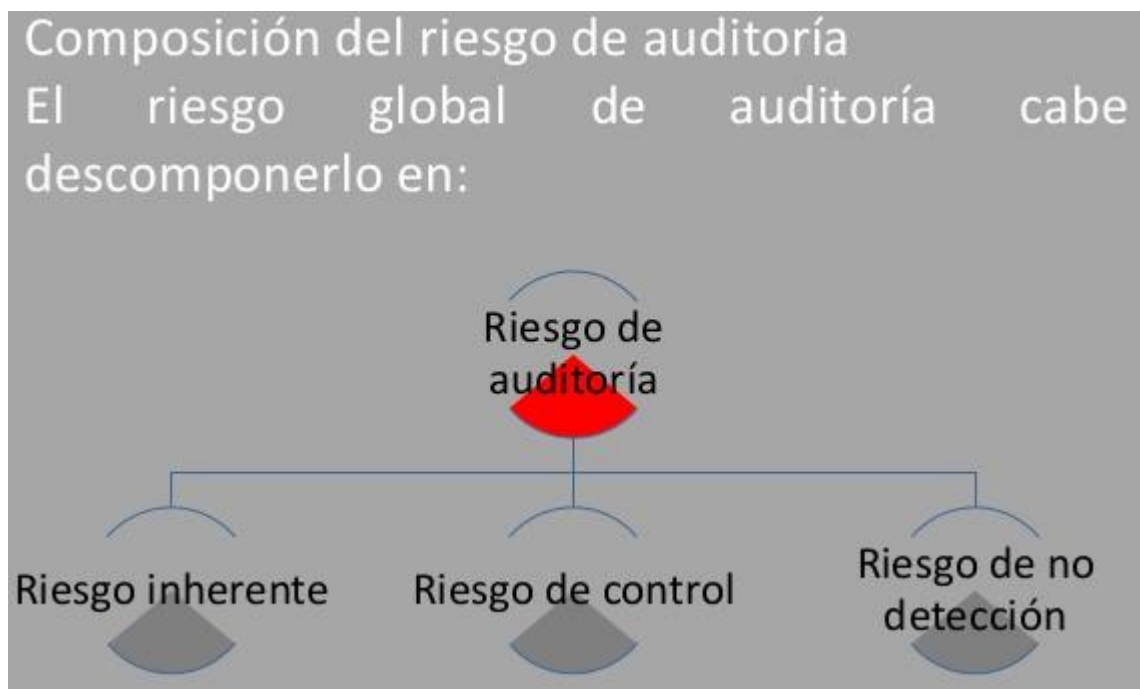 Composición del riesgo de auditoría
El riesgo global de auditoría cabe
descomponerlo en:
Riesgo de
auditoría
Riesgo inherente
Riesgo de control
Riesgo de no
detección